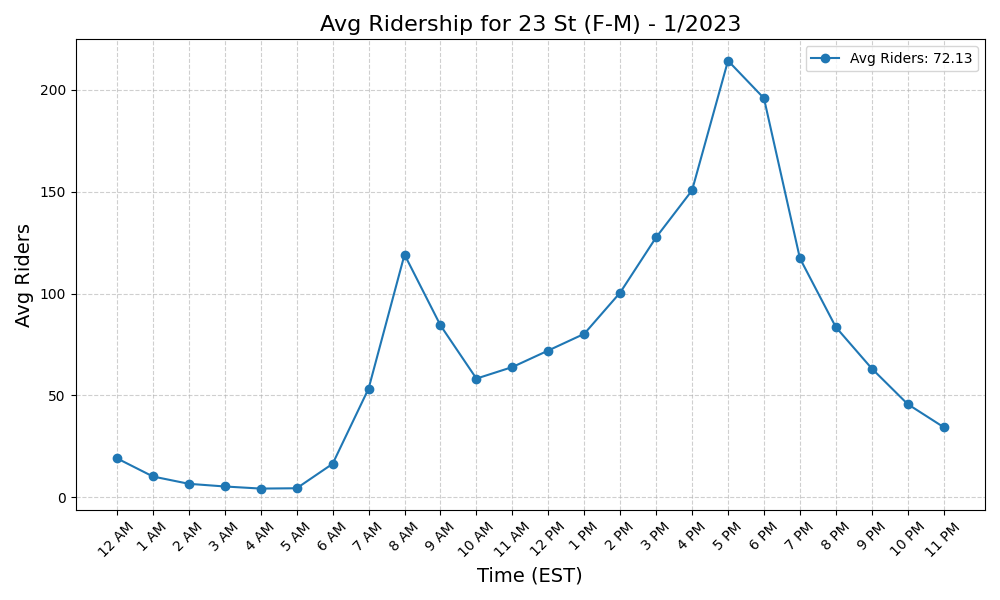 Avg Ridership for 23 St (F-M) - 1/2023
Avg Riders: 72.13
Avg Riders
200
150
100
50
0
12 AM
1 AM
2 AM
3 AM
4 AM
5 AM
6 AM
7 AM
8 AM
9 AM
10 AM
11 AM
12 PM
1 PM
2 PM
3 PM
4 PM
5 PM
6 PM
7 PM
8 PM
9 PM
10 PM
11 PM
Time (EST)